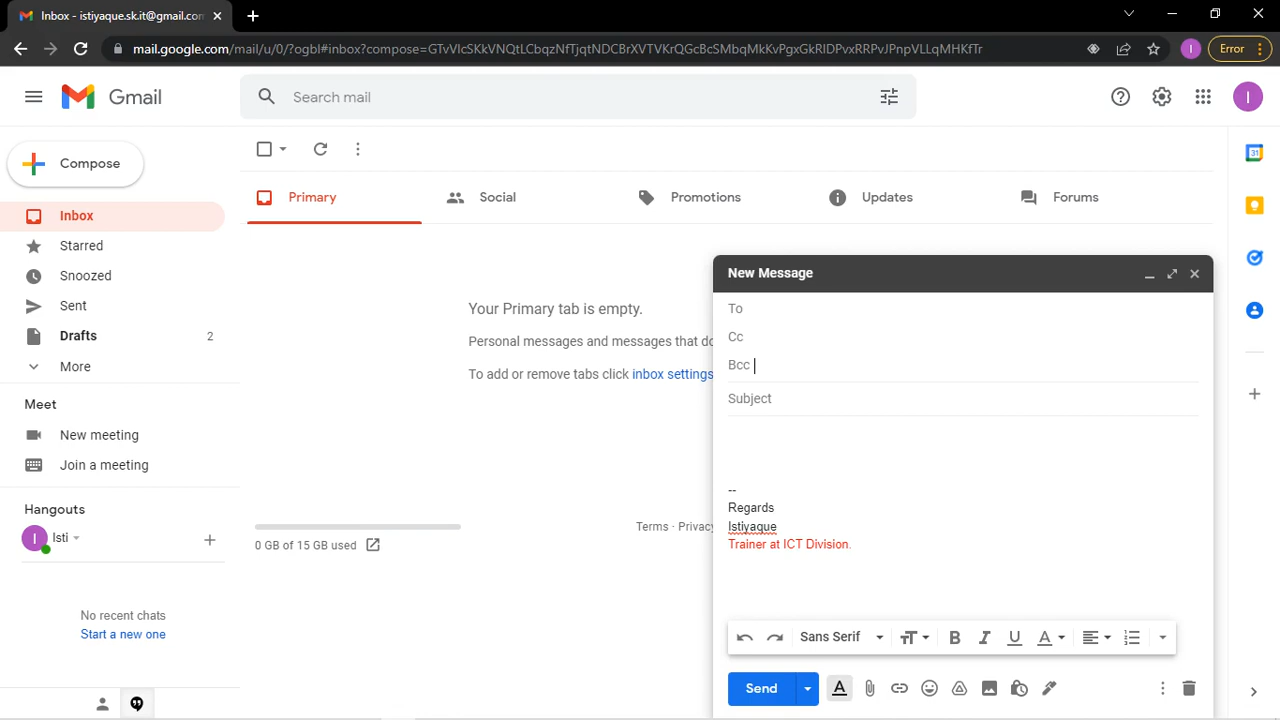 Inbox - istiyaque.sk.it@gmail.con
mail.google.com/mail/u/0/?ogbl#inbox?compose=GTvVlcSKkVNQtLCbqzNfTjqtNDCBrXVTVKrQGcBcSMbqMkKvPgxGkRlDPvxRRPvJPnpVLLqMHKfTr
I
Error
Gmail
Search mail
I
Compose
31
Primary
Social
Promotions
Updates
Forums
Inbox
Starred
Snoozed
Sent
Drafts
2
More
Your Primary tab is empty.
Personal messages and messages that do
To add or remove tabs click inbox settings
New Message
To
Cc
Bcc
Subject
--
Regards
Istiyaque
Trainer at ICT Division.
Meet
New meeting
Join a meeting
Hangouts
I
Isti
0 GB of 15 GB used
Terms · Privacy
No recent chats
Start a new one
Sans Serif
Send